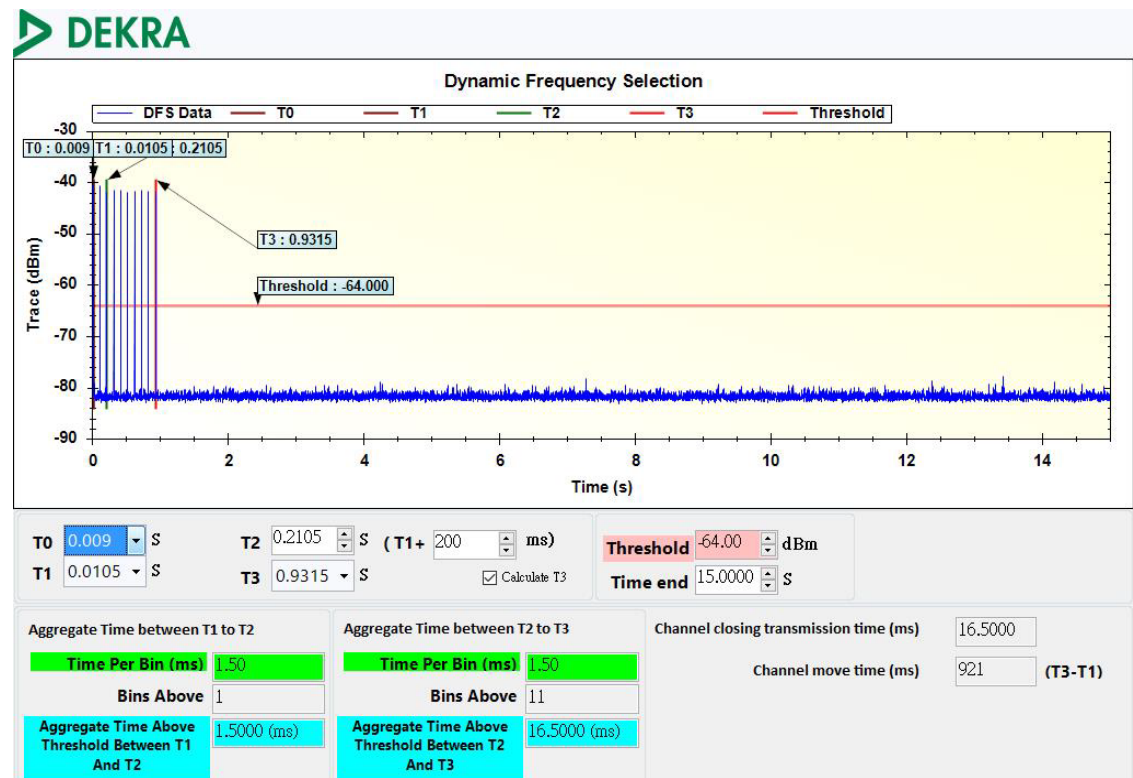 DEKRA
Dynamic Frequency Selection
DFS Data T0 T1 T2 T3 Threshold
-30
T0 : 0.009 T1 : 0.0105 : 0.2105
-40
-50
T3 : 0.9315
Threshold : -64.000
-60
-70
-80
-90
Trace (dBm)
0 2 4 6 8 10 12 14
Time (s)
T0 0.009 S T2 0.2105 S ( T1+ 200 ms) Threshold -64.00 dBm
T1 0.0105 S T3 0.9315 S Calculate T3 Time end 15.0000 S
Aggregate Time between T1 to T2
Time Per Bin (ms) 1.50
Bins Above 1
Aggregate Time Above
Threshold Between T1
And T2
1.5000 (ms)
Aggregate Time between T2 to T3
Time Per Bin (ms) 1.50
Bins Above 11
Aggregate Time Above
Threshold Between T2
And T3
16.5000 (ms)
Channel closing transmission time (ms) 16.5000
Channel move time (ms) 921 (T3-T1)